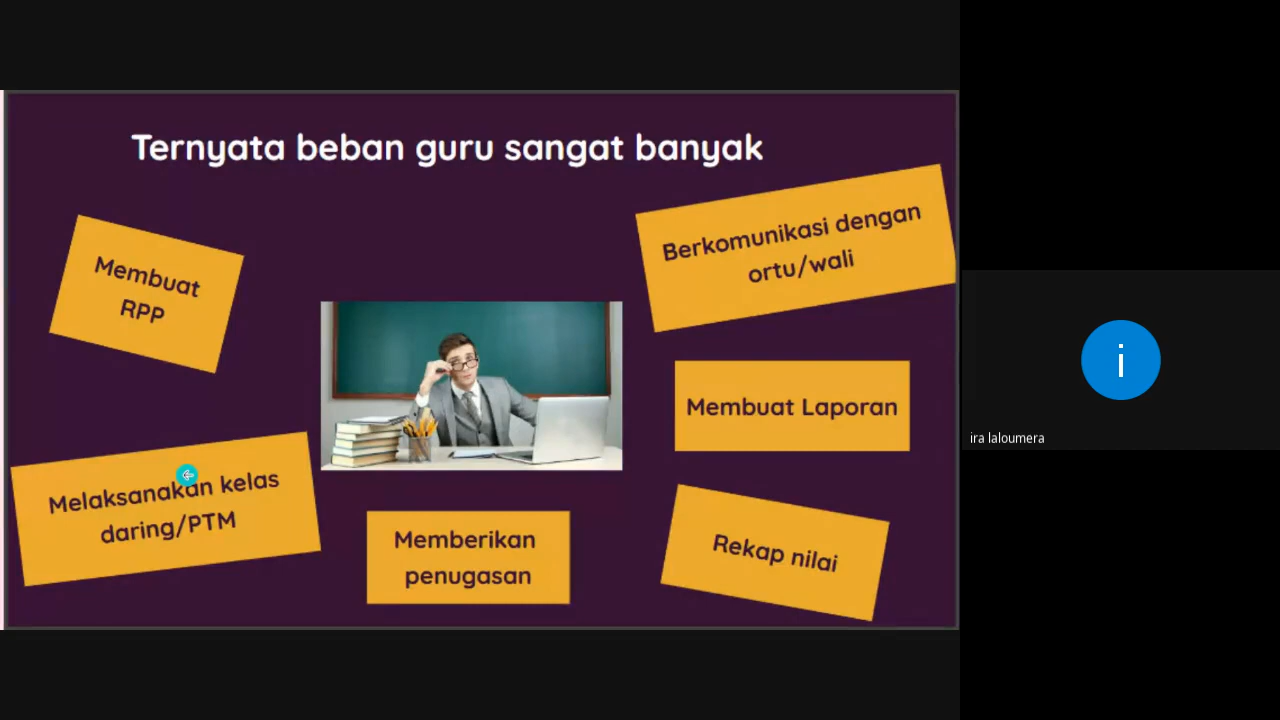 Ternyata beban guru sangat banyak
Membuat
RPP
Berkomunikasi dengan
ortu/wali
Membuat Laporan
Melaksanakan kelas
daring/PTM
Memberikan
penugasan
Rekap nilai
i
ira laloumera